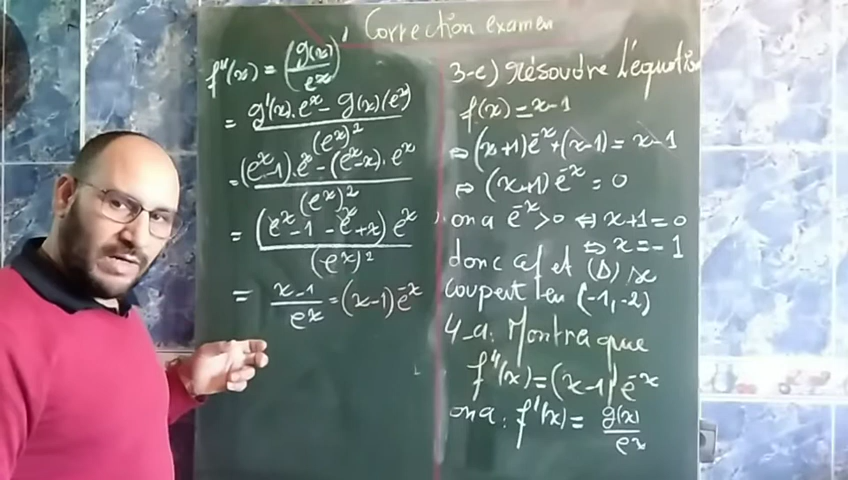 Correction examen
f''(x) = (g(x)/e^x)'
= g'(x).e^x - g(x)(e^x)/(e^x)^2
= (e^x-1).e^x - (e^x-x).e^x/(e^x)^2
= (e^x-1-e^x+x)e^x/(e^x)^2
= x-1/e^x = (x-1)e^-x
3-c) Résoudre L'équation
f(x) = x-1
⇔ (x+1)e^-x+(x-1) = x-1
⇔ (x+1)e^-x = 0
on a e^-x>0 ⇔ x+1=0
⇔ x=-1
donc Cf et (D) se
coupent en (-1,-2)
4-a: Montra que
f''(x)=(x-1)e^-x
on a: f'(x)= g(x)/e^x